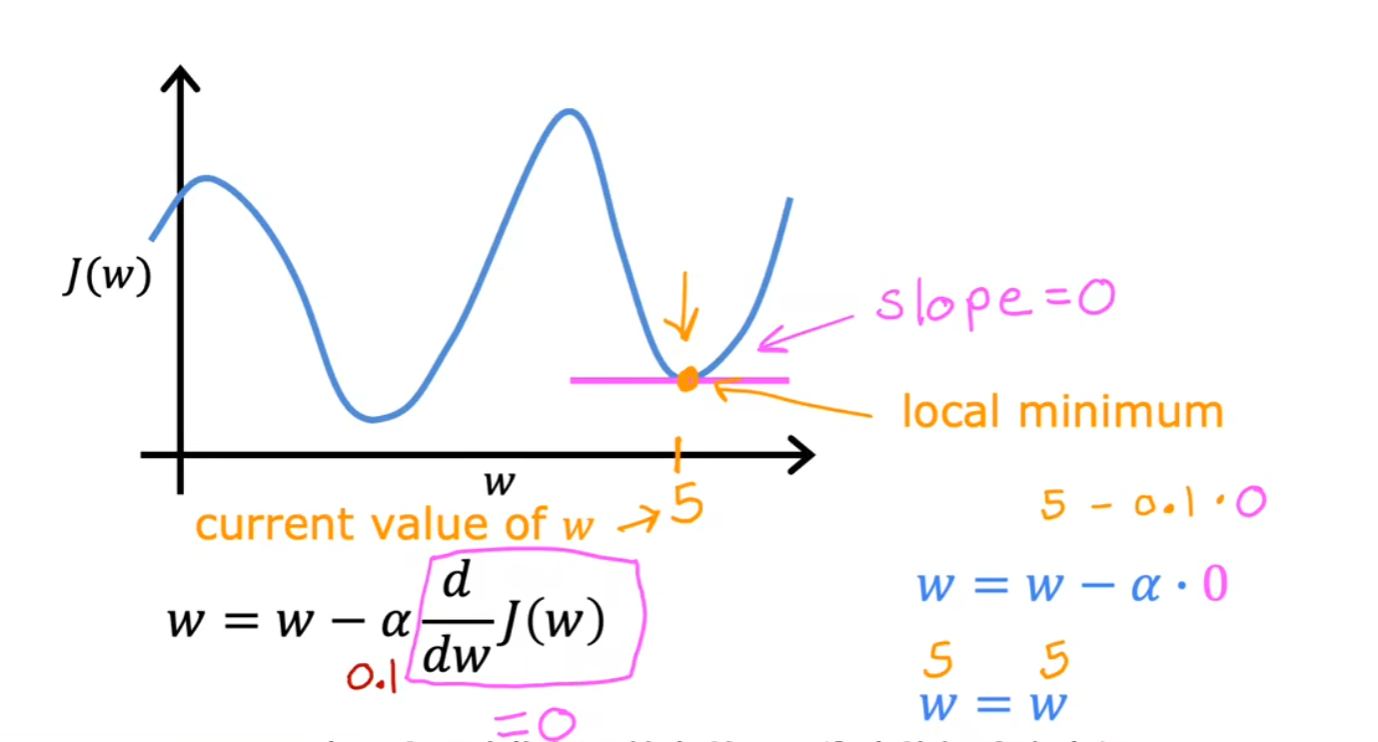 J(w)
slope=0
local minimum
w
current value of w → 5
5 - 0.1 · 0
w = w − α d/dw J(w)
0.1
=0
w = w − α · 0
5 5
w = w